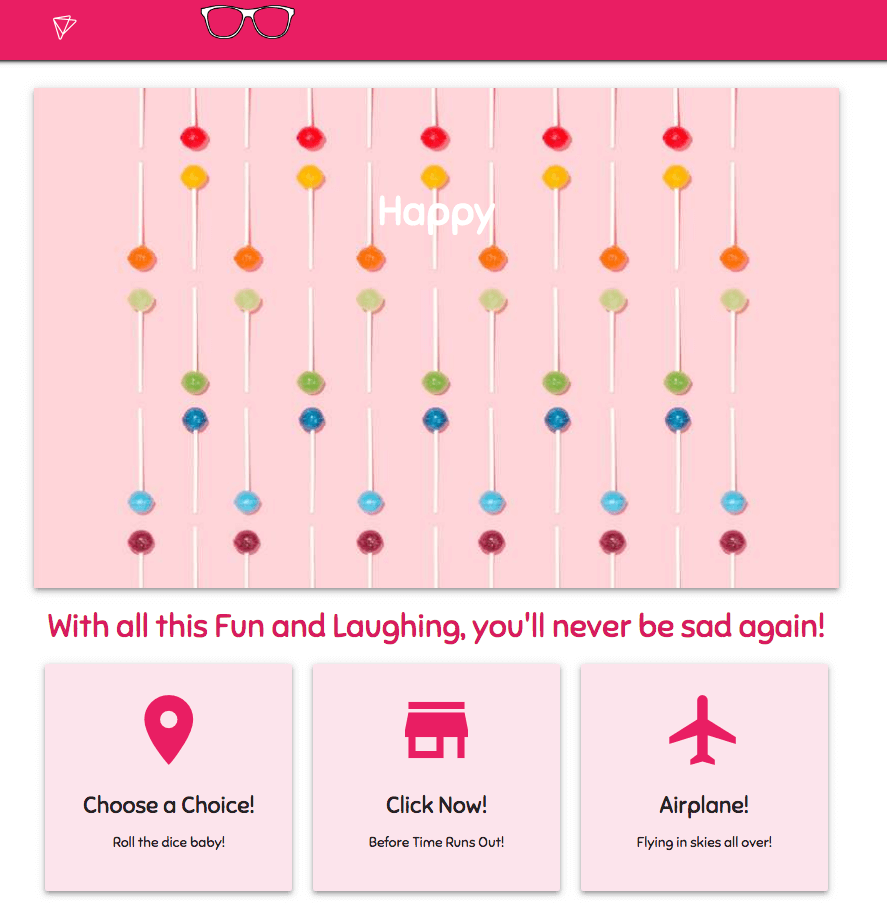 Happy
With all this Fun and Laughing, you'll never be sad again!
Choose a Choice!
Roll the dice baby!
Click Now!
Before Time Runs Out!
Airplane!
Flying in skies all over!